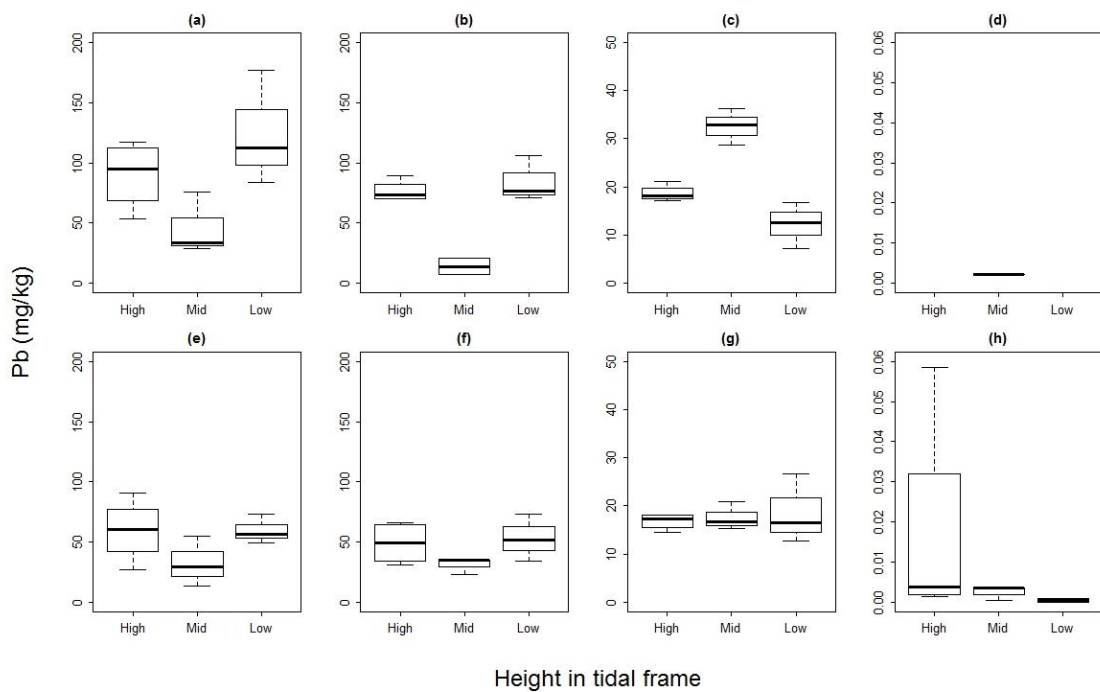 (a) (b) (c) (d)
200 200 50 0.06
150 150 40 0.05
100 100 30 0.04
50 50 20 0.03
0 0 10 0.02
0 0.01
0.00
High Mid Low High Mid Low High Mid Low High Mid Low
Pb (mg/kg)
(e) (f) (g) (h)
200 200 50 0.06
150 150 40 0.05
100 100 30 0.04
50 50 20 0.03
0 0 10 0.02
0 0.01
0.00
High Mid Low High Mid Low High Mid Low High Mid Low
Height in tidal frame